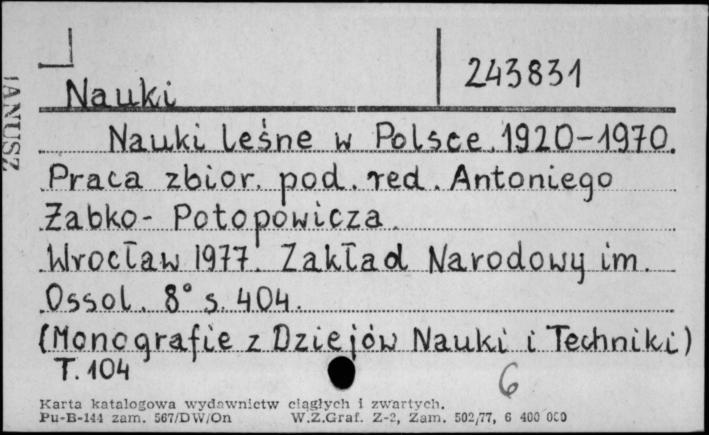 243831
Nauki
JANUSZ
Nauki leśne w Polsce. 1920-1970.
Praca zbior. pod. red. Antoniego
Żabko- Potopowicza
Wrocław 1977. Zakład Narodowy im.
Ossol. 8° s. 404.
(Monografie z Dziejów Nauki i Techniki)
T. 104
6
Karta katalogowa wydawnictw ciągłych i zwartych.
Pu-B-144 zam. 567/DW/On W.Z.Graf. Z-2, Zam. 502/77, 6 400 000